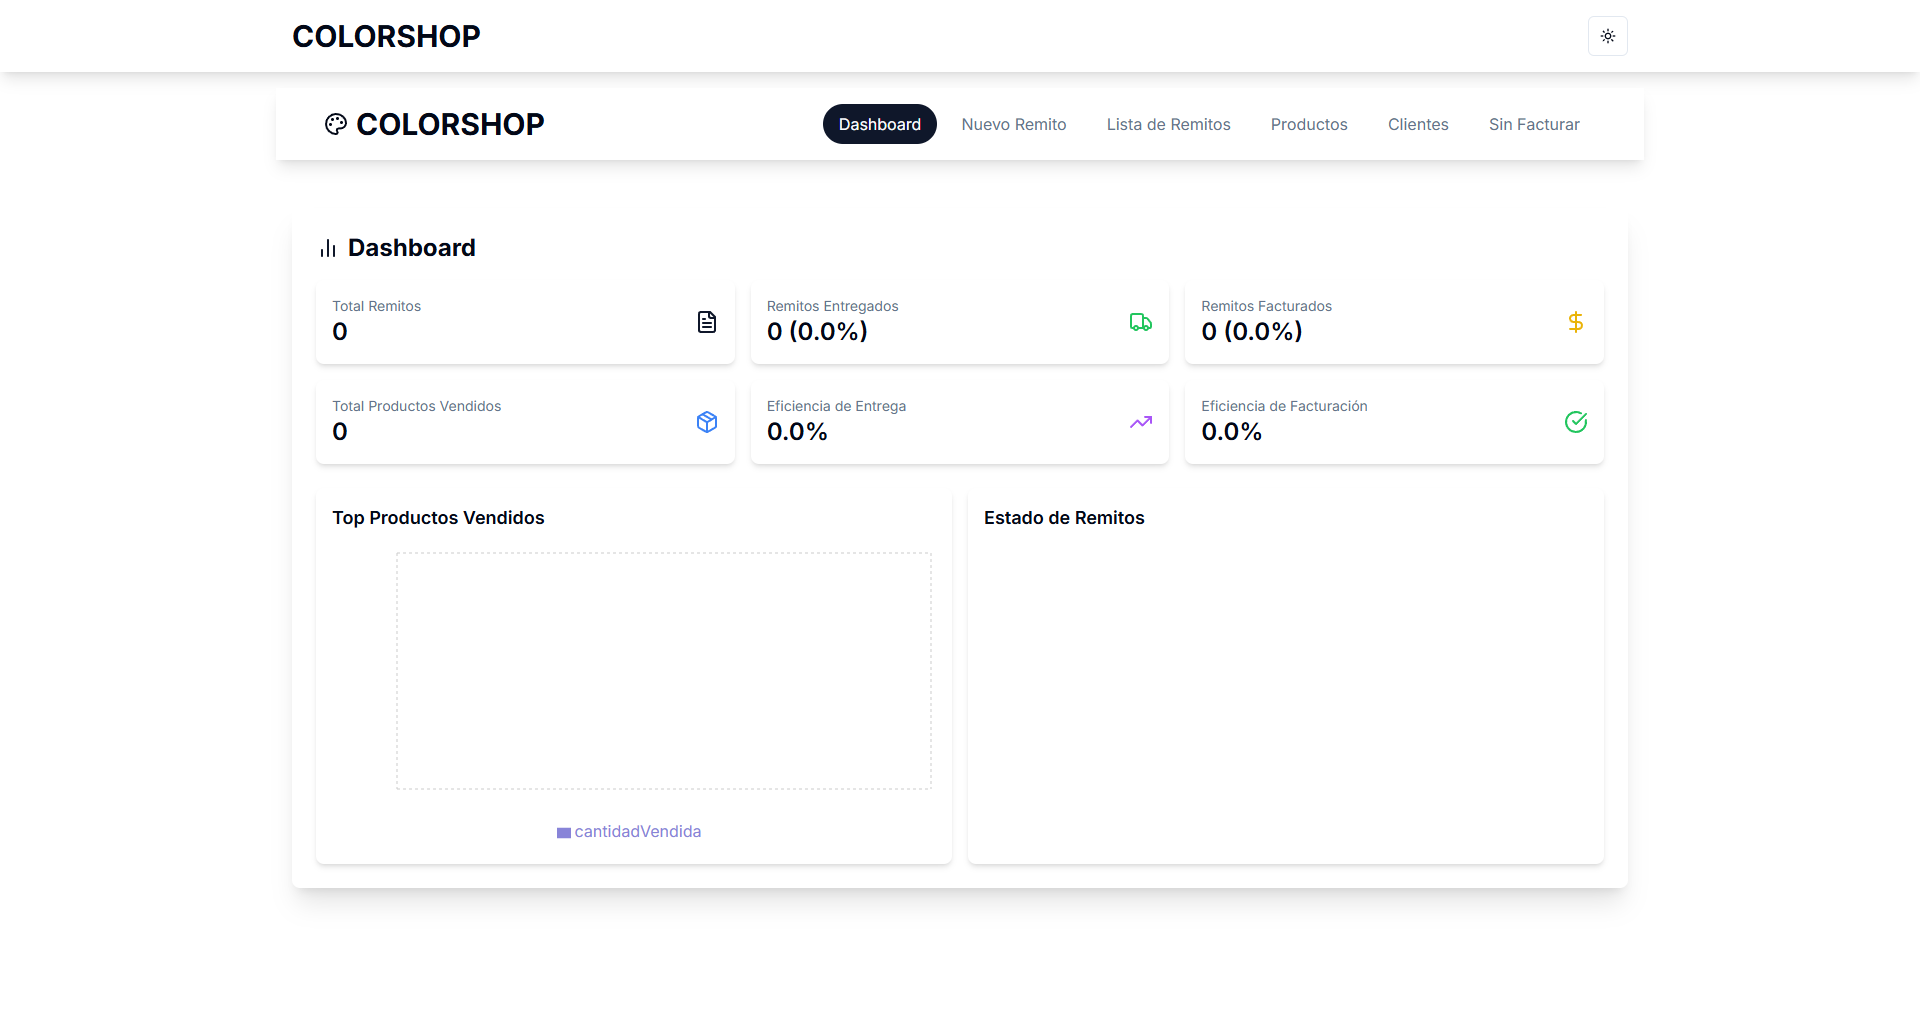 COLORSHOP
COLORSHOP
Dashboard
Nuevo Remito
Lista de Remitos
Productos
Clientes
Sin Facturar
Dashboard
Total Remitos
0
Remitos Entregados
0 (0.0%)
Remitos Facturados
0 (0.0%)
Total Productos Vendidos
0
Eficiencia de Entrega
0.0%
Eficiencia de Facturación
0.0%
Top Productos Vendidos
cantidadVendida
Estado de Remitos